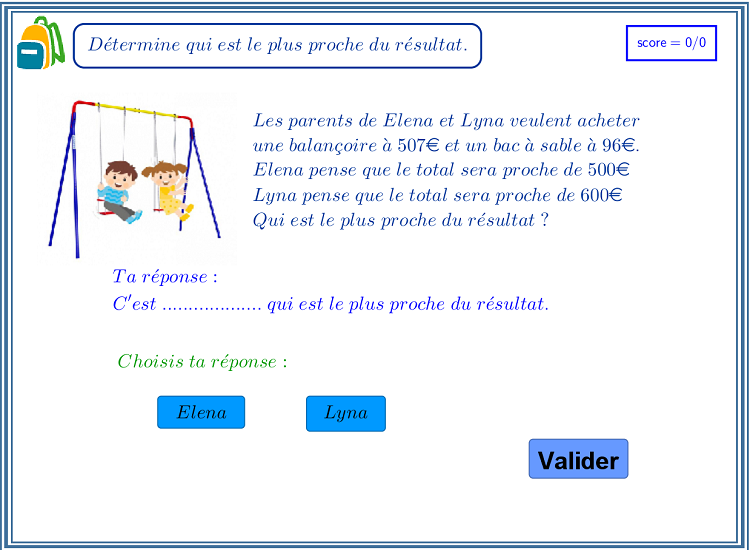 Détermine qui est le plus proche du résultat.
score = 0/0
Les parents de Elena et Lyna veulent acheter
une balançoire à 507€ et un bac à sable à 96€.
Elena pense que le total sera proche de 500€
Lyna pense que le total sera proche de 600€
Qui est le plus proche du résultat ?
Ta réponse :
C'est ................... qui est le plus proche du résultat.
Choisis ta réponse :
Elena
Lyna
Valider